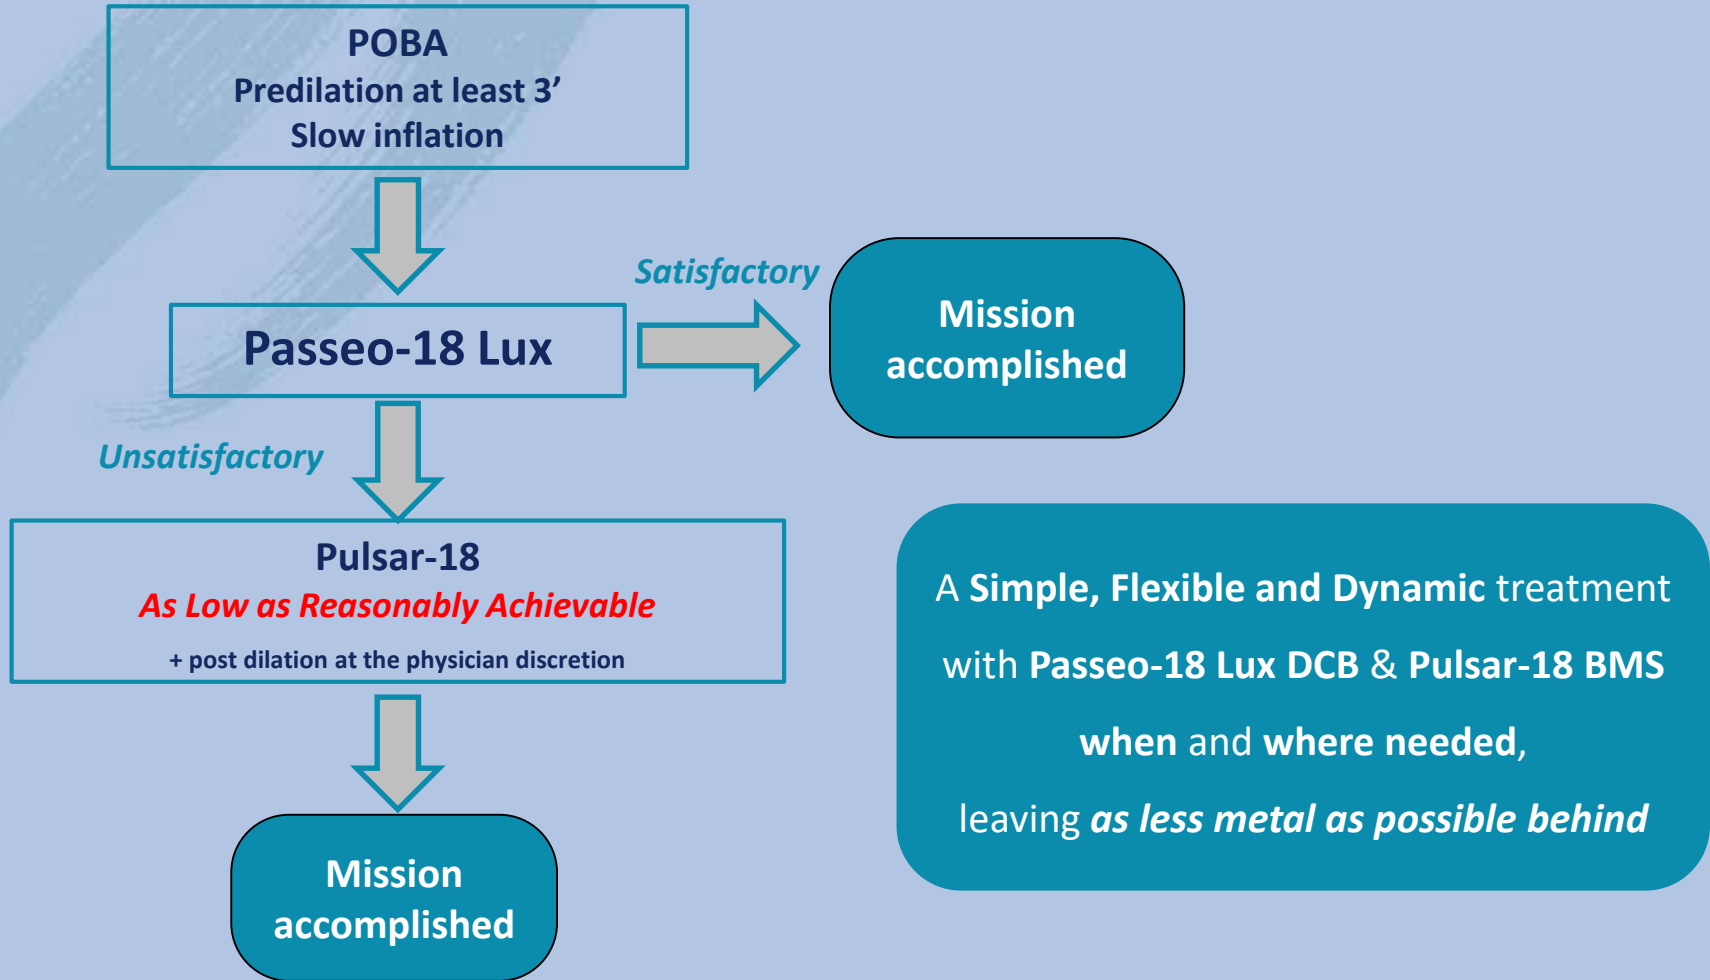 POBA
Predilation at least 3’
Slow inflation
Satisfactory
Passeo-18 Lux
Mission
accomplished
Unsatisfactory
Pulsar-18
As Low as Reasonably Achievable
+ post dilation at the physician discretion
Mission
accomplished
A Simple, Flexible and Dynamic treatment
with Passeo-18 Lux DCB & Pulsar-18 BMS
when and where needed,
leaving as less metal as possible behind